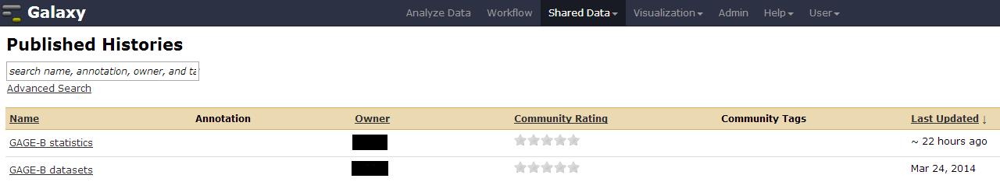 Galaxy Analyze Data Workflow Shared Data Visualization Admin Help User
Published Histories
search name, annotation, owner, and ta
Advanced Search
Name Annotation Owner Community Rating Community Tags Last Updated ↓
GAGE-B statistics ~ 22 hours ago
GAGE-B datasets Mar 24, 2014